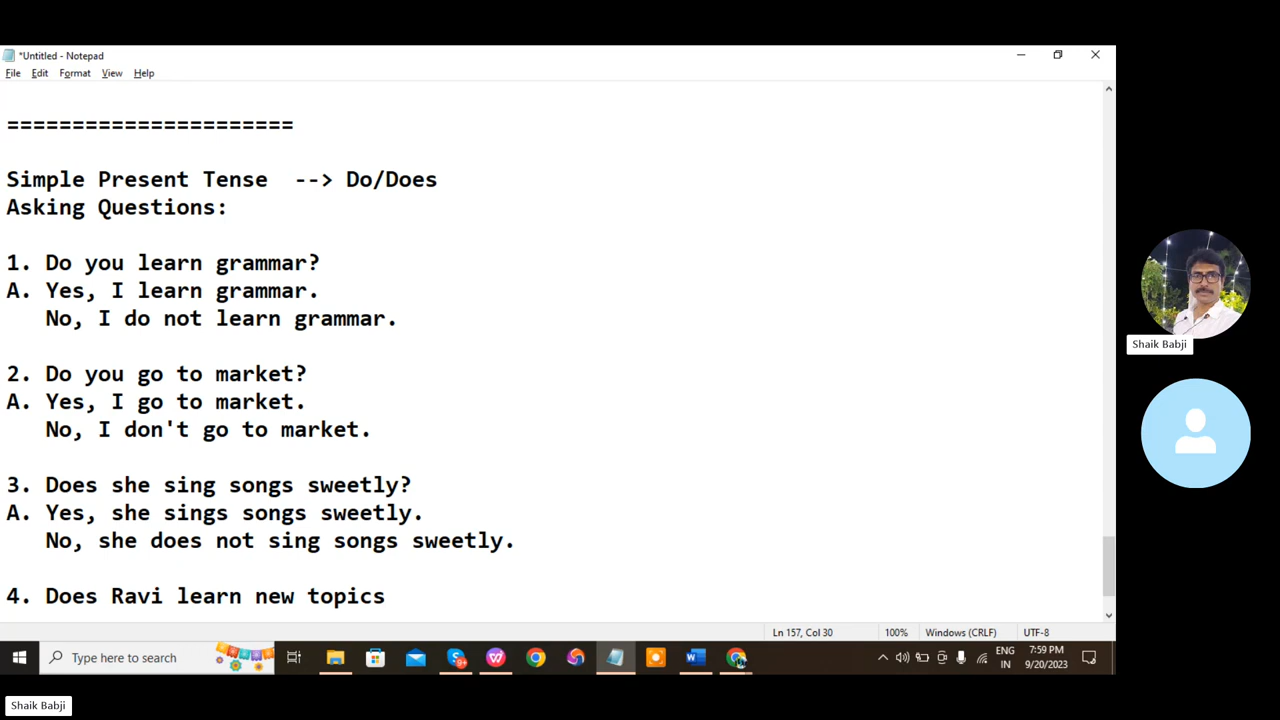 *Untitled - Notepad
File Edit Format View Help
======================
Simple Present Tense --> Do/Does
Asking Questions:
1. Do you learn grammar?
A. Yes, I learn grammar.
No, I do not learn grammar.
2. Do you go to market?
A. Yes, I go to market.
No, I don't go to market.
3. Does she sing songs sweetly?
A. Yes, she sings songs sweetly.
No, she does not sing songs sweetly.
4. Does Ravi learn new topics
Shaik Babji
Ln 157, Col 30 100% Windows (CRLF) UTF-8
Type here to search
ENG
IN
7:59 PM
9/20/2023
Shaik Babji